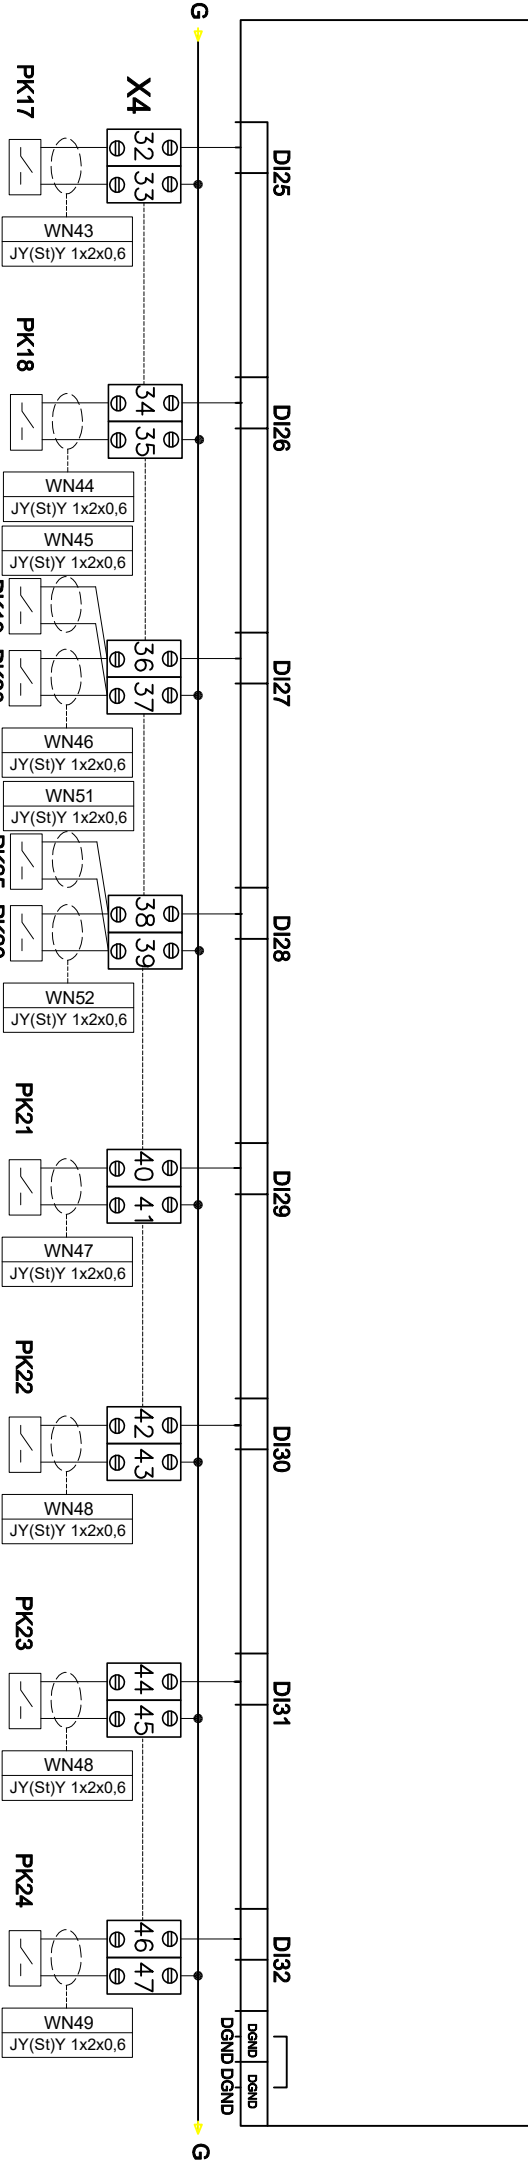 G
PK17
X4
32
33
DI25
WN43
JY(St)Y 1x2x0,6
PK18
34
35
DI26
WN44
JY(St)Y 1x2x0,6
WN45
JY(St)Y 1x2x0,6
36
37
DI27
WN46
JY(St)Y 1x2x0,6
WN51
JY(St)Y 1x2x0,6
38
39
DI28
WN52
JY(St)Y 1x2x0,6
PK21
40
41
DI29
WN47
JY(St)Y 1x2x0,6
PK22
42
43
DI30
WN48
JY(St)Y 1x2x0,6
PK23
44
45
DI31
WN48
JY(St)Y 1x2x0,6
PK24
46
47
DI32
WN49
JY(St)Y 1x2x0,6
DGND DGND
DGND DGND
G